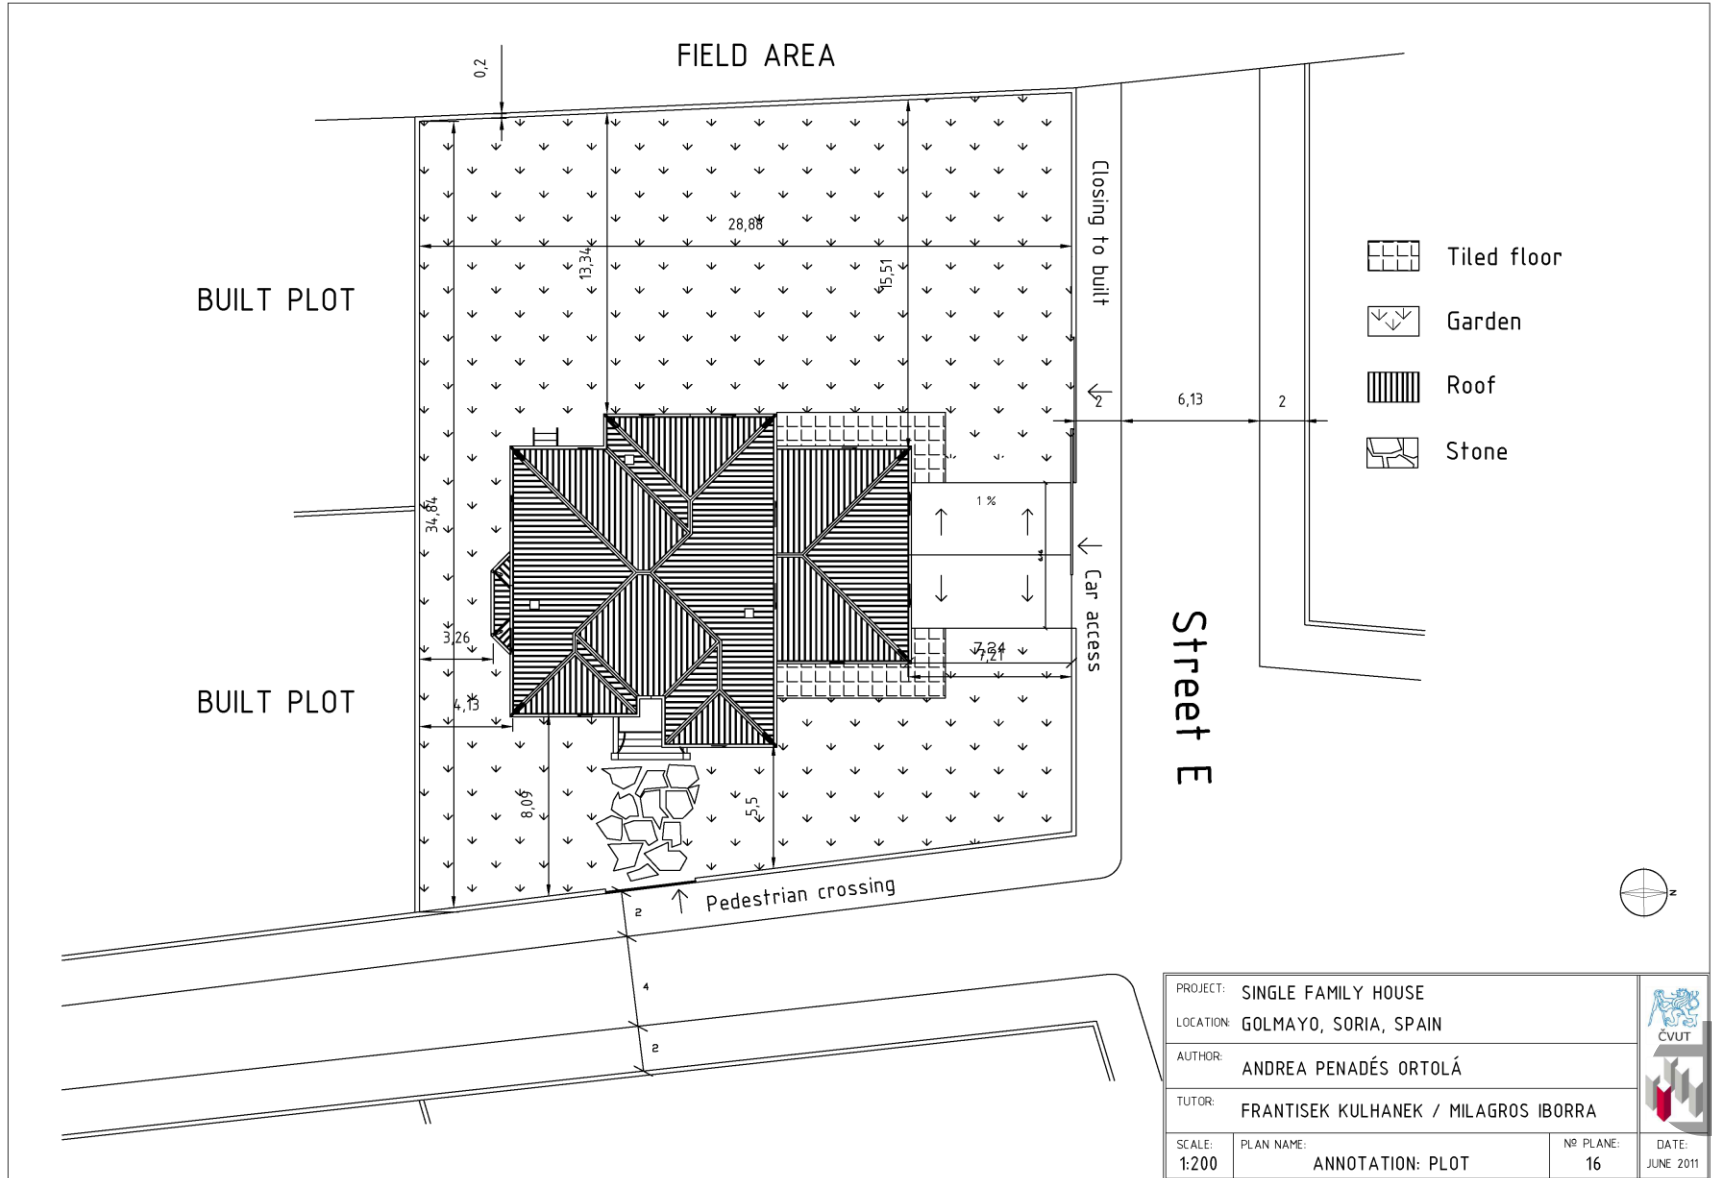 FIELD AREA
0,2
Closing to built
28,88
13,34
15,51
BUILT PLOT
Tiled floor
Garden
Roof
Stone
2
6,13
2
34,84
1 %
Car access
3,26
7,21
BUILT PLOT
4,13
Street E
8,09
5,5
Pedestrian crossing
N
2
4
2
PROJECT: SINGLE FAMILY HOUSE
LOCATION: GOLMAYO, SORIA, SPAIN
ČVUT
AUTHOR: ANDREA PENADÉS ORTOLÁ
TUTOR: FRANTISEK KULHANEK / MILAGROS IBORRA
SCALE: PLAN NAME: Nº PLANE: DATE:
1:200 ANNOTATION: PLOT 16 JUNE 2011